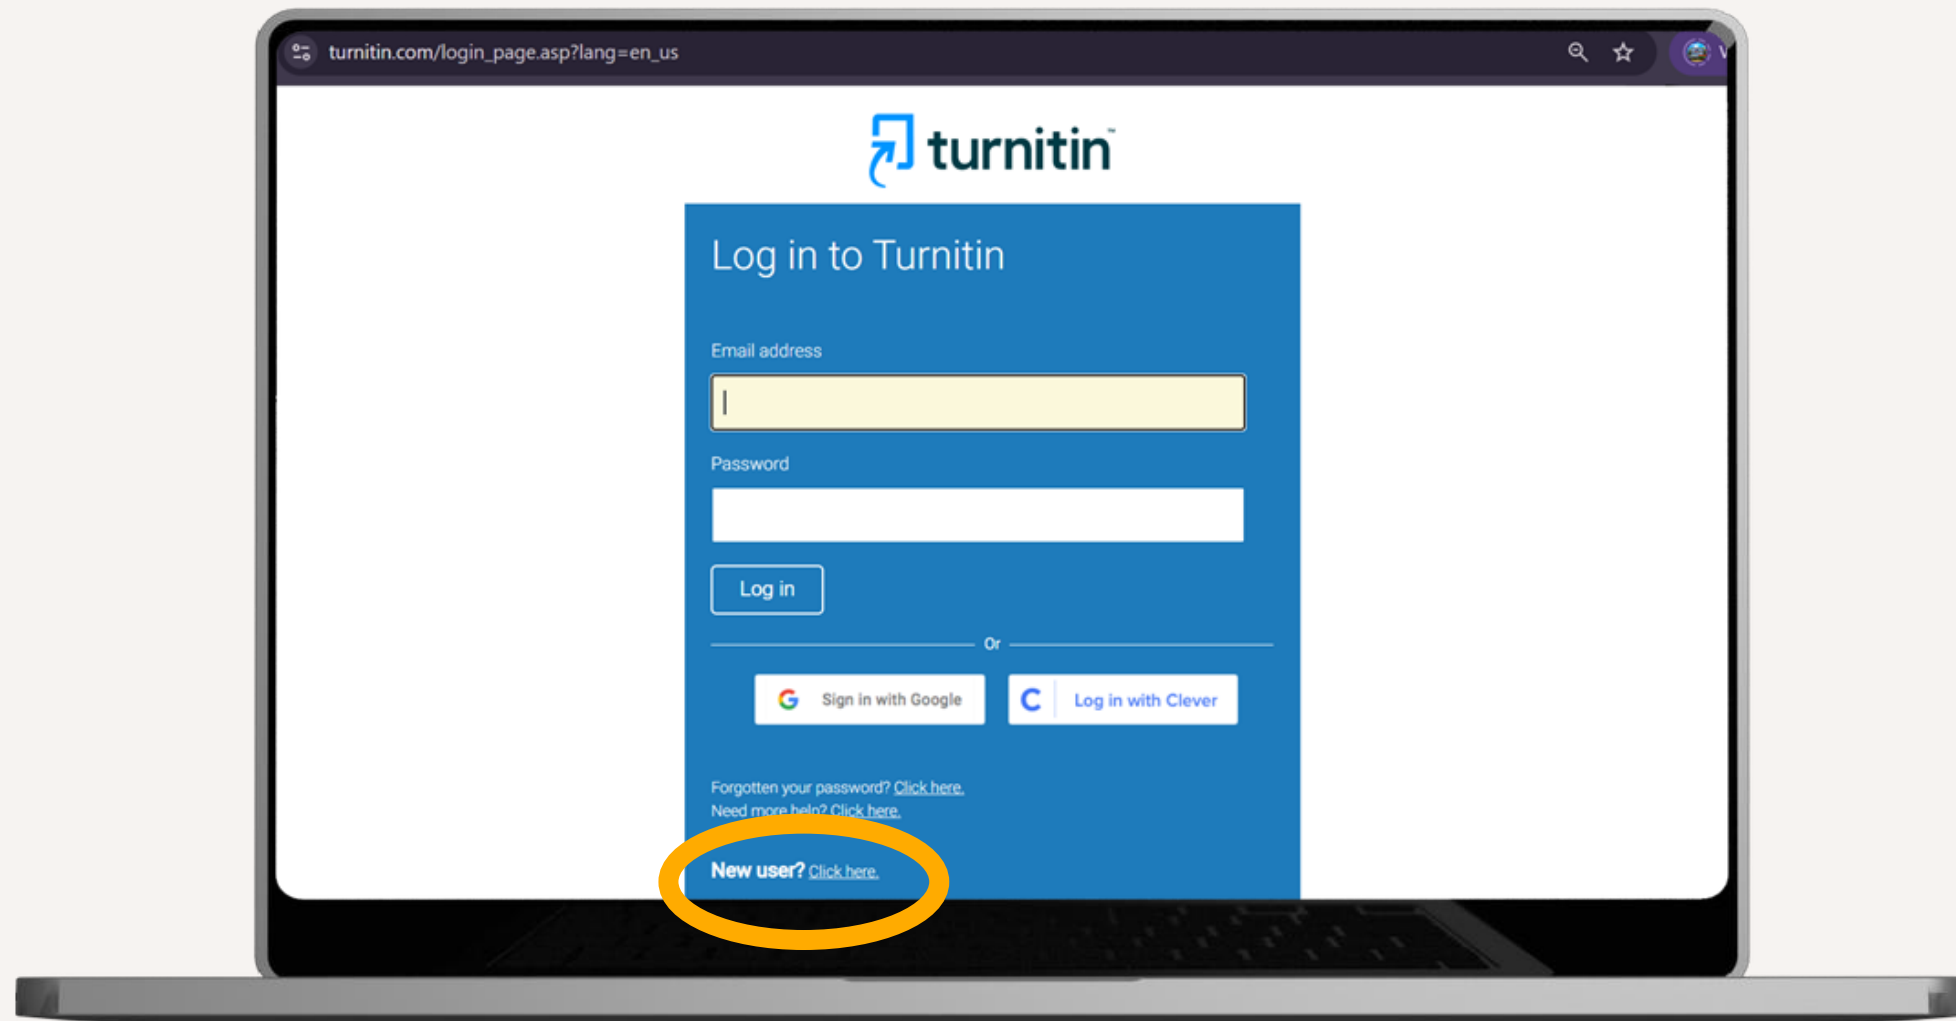 turnitin.com/login_page.asp?lang=en_us
turnitin™
Log in to Turnitin
Email address
Password
Log in
Or
G Sign in with Google
C Log in with Clever
Forgotten your password? Click here.
Need more help? Click here.
New user? Click here.